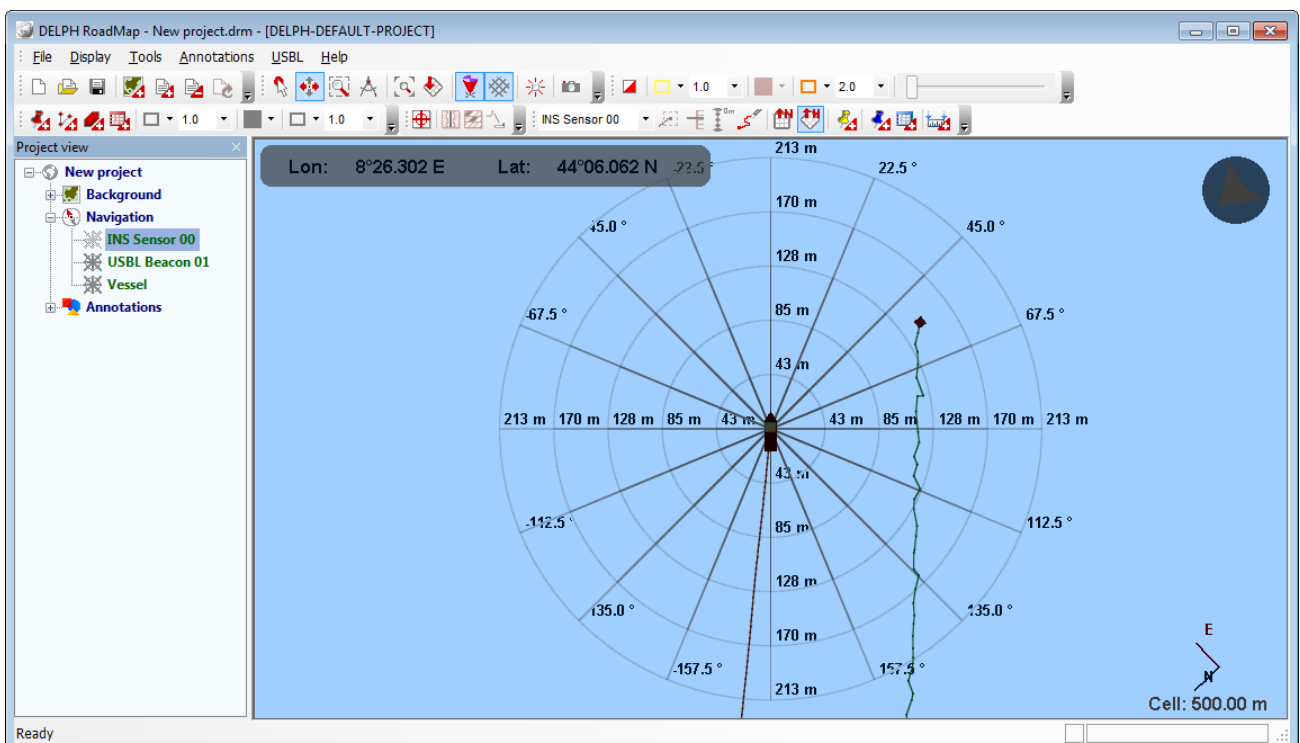 DELPH RoadMap - New project.drm - [DELPH-DEFAULT-PROJECT]
File Display Tools Annotations USBL Help
1.0 2.0
1.0 1.0 INS Sensor 00
Project view
New project
Background
Navigation
INS Sensor 00
USBL Beacon 01
Vessel
Annotations
Lon: 8°26.302 E Lat: 44°06.062 N
213 m
-22.5° 22.5 °
170 m
45.0 ° 45.0 °
128 m
-67.5 ° 85 m 67.5 °
43 m
213 m 170 m 128 m 85 m 43 m 43 m 85 m 128 m 170 m 213 m
43 m
-112.5 ° 85 m 112.5 °
128 m
135.0 ° 135.0 °
170 m
-157.5 ° 157.5 °
213 m
E
N
Cell: 500.00 m
Ready